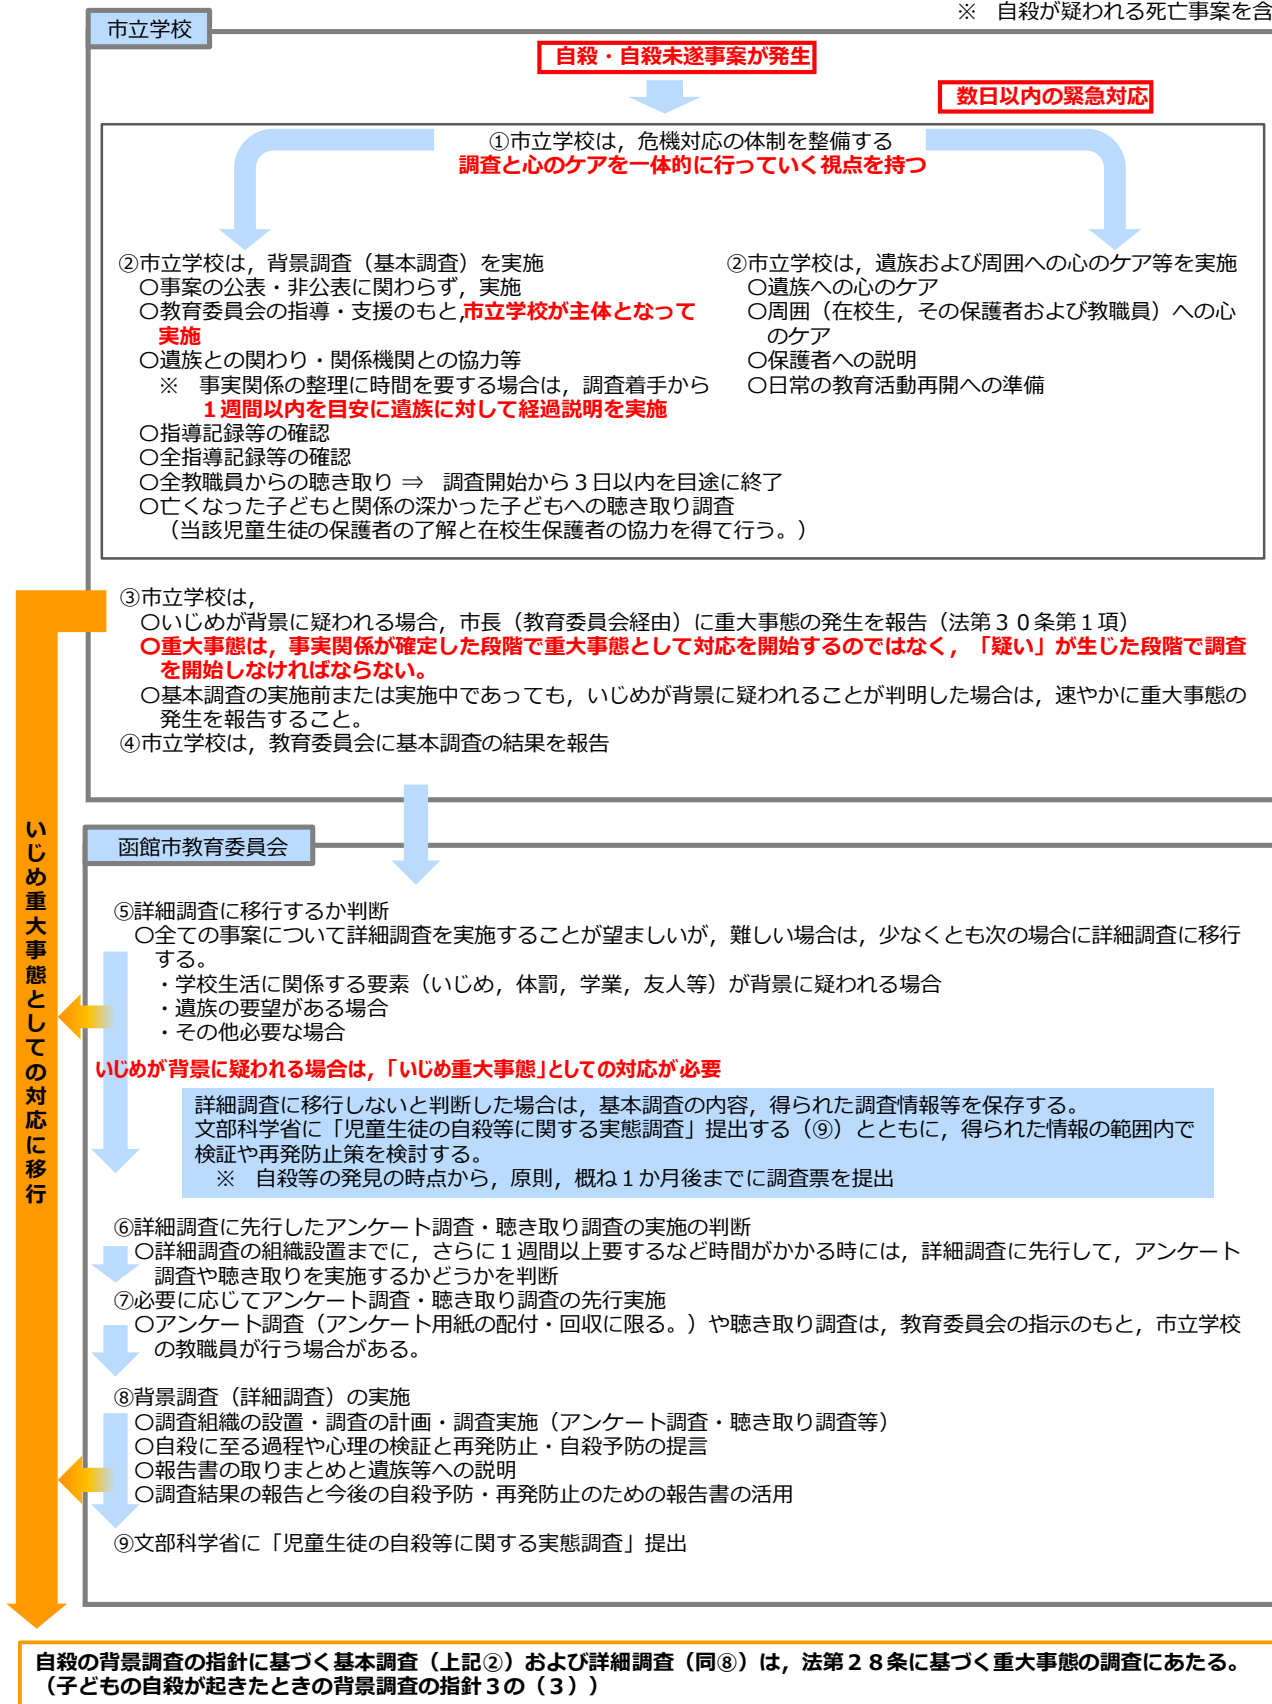 ※　自殺が疑われる死亡事案を含
市立学校
自殺・自殺未遂事案が発生
数日以内の緊急対応
①市立学校は，危機対応の体制を整備する
調査と心のケアを一体的に行っていく視点を持つ
②市立学校は，背景調査（基本調査）を実施
〇事案の公表・非公表に関わらず，実施
〇教育委員会の指導・支援のもと，市立学校が主体となって
実施
〇遺族との関わり・関係機関との協力等
※　事実関係の整理に時間を要する場合は，調査着手から
１週間以内を目安に遺族に対して経過説明を実施
〇指導記録等の確認
〇全指導記録等の確認
〇全教職員からの聴き取り ⇒　調査開始から３日以内を目途に終了
〇亡くなった子どもと関係の深かった子どもへの聴き取り調査
（当該児童生徒の保護者の了解と在校生保護者の協力を得て行う。）
②市立学校は，遺族および周囲への心のケア等を実施
〇遺族への心のケア
〇周囲（在校生，その保護者および教職員）への心
のケア
〇保護者への説明
〇日常の教育活動再開への準備
③市立学校は，
〇いじめが背景に疑われる場合，市長（教育委員会経由）に重大事態の発生を報告（法第３０条第１項）
〇重大事態は，事実関係が確定した段階で重大事態として対応を開始するのではなく，「疑い」が生じた段階で調査
を開始しなければならない。
〇基本調査の実施前または実施中であっても，いじめが背景に疑われることが判明した場合は，速やかに重大事態の
発生を報告すること。
④市立学校は，教育委員会に基本調査の結果を報告
いじめ重大事態としての対応に移行
函館市教育委員会
⑤詳細調査に移行するか判断
〇全ての事案について詳細調査を実施することが望ましいが，難しい場合は，少なくとも次の場合に詳細調査に移行
する。
・学校生活に関係する要素（いじめ，体罰，学業，友人等）が背景に疑われる場合
・遺族の要望がある場合
・その他必要な場合
いじめが背景に疑われる場合は，「いじめ重大事態」としての対応が必要
詳細調査に移行しないと判断した場合は，基本調査の内容，得られた調査情報等を保存する。
文部科学省に「児童生徒の自殺等に関する実態調査」提出する（⑨）とともに，得られた情報の範囲内で
検証や再発防止策を検討する。
※　自殺等の発見の時点から，原則，概ね１か月後までに調査票を提出
⑥詳細調査に先行したアンケート調査・聴き取り調査の実施の判断
〇詳細調査の組織設置までに，さらに１週間以上要するなど時間がかかる時には，詳細調査に先行して，アンケート
調査や聴き取りを実施するかどうかを判断
⑦必要に応じてアンケート調査・聴き取り調査の先行実施
〇アンケート調査（アンケート用紙の配付・回収に限る。）や聴き取り調査は，教育委員会の指示のもと，市立学校
の教職員が行う場合がある。
⑧背景調査（詳細調査）の実施
〇調査組織の設置・調査の計画・調査実施（アンケート調査・聴き取り調査等）
〇自殺に至る過程や心理の検証と再発防止・自殺予防の提言
〇報告書の取りまとめと遺族等への説明
〇調査結果の報告と今後の自殺予防・再発防止のための報告書の活用
⑨文部科学省に「児童生徒の自殺等に関する実態調査」提出
自殺の背景調査の指針に基づく基本調査（上記②）および詳細調査（同⑧）は，法第２８条に基づく重大事態の調査にあたる。
（子どもの自殺が起きたときの背景調査の指針３の（３））